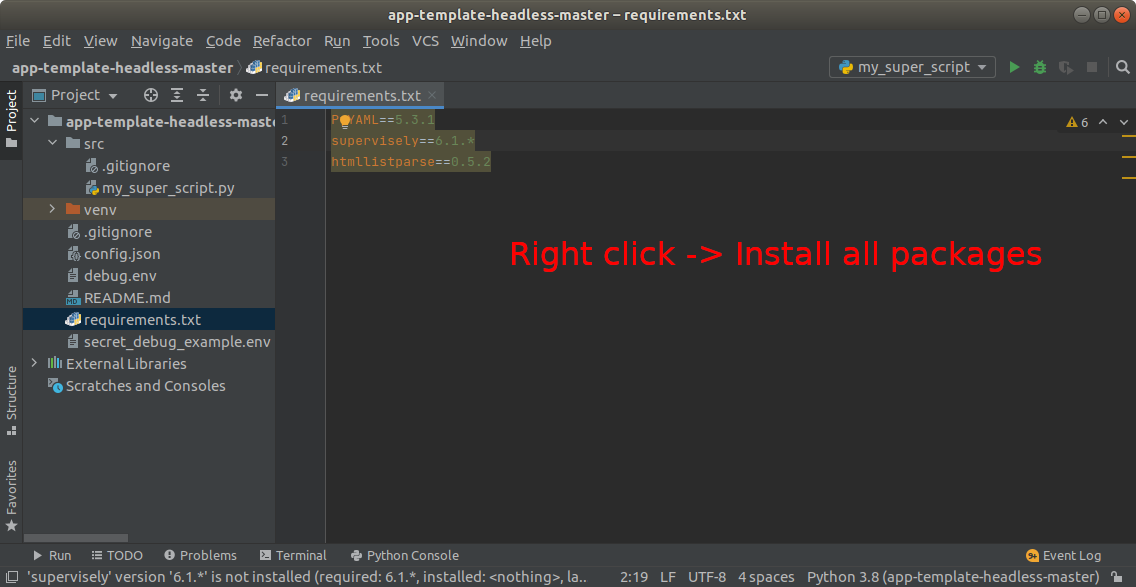 app-template-headless-master – requirements.txt
File Edit View Navigate Code Refactor Run Tools VCS Window Help
app-template-headless-master requirements.txt my_super_script
Project
Project
requirements.txt
app-template-headless-maste
src
.gitignore
my_super_script.py
venv
.gitignore
config.json
debug.env
README.md
requirements.txt
secret_debug_example.env
External Libraries
Scratches and Consoles
1
2
3
YAML==5.3.1
supervisely==6.1.*
htmllistparse==0.5.2
6
Right click -> Install all packages
Structure
Favorites
Run TODO Problems Terminal Python Console 9+ Event Log
'supervisely' version '6.1.*' is not installed (required: 6.1.*, installed: <nothing>, la.. 2:19 LF UTF-8 4 spaces Python 3.8 (app-template-headless-master)